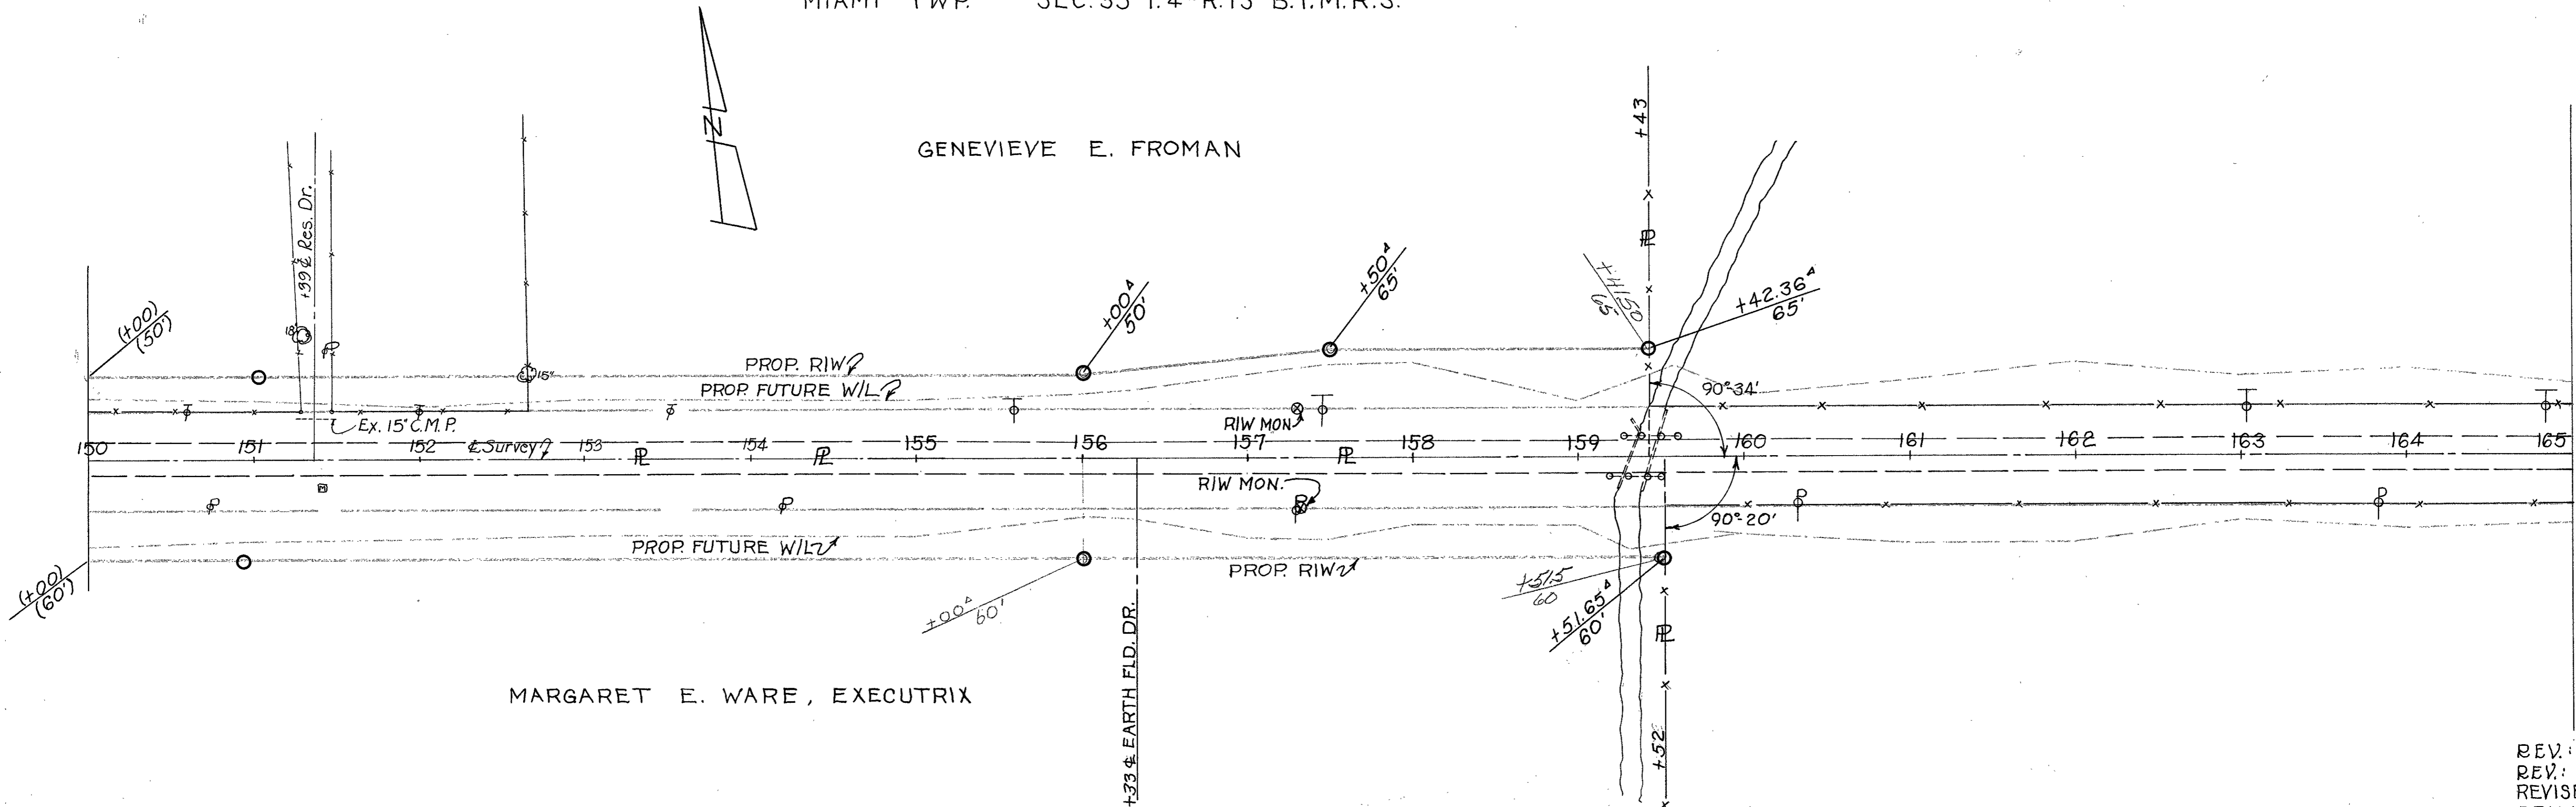 MIAMI TWP. SEC. 35 T. 4 R. 13 B.T.M.R.S.
GENEVIEVE E. FROMAN
+43
+39 ℄ Res. Dr.
(+00)
(50')
18"
15"
+00
50'
+50
65'
+41.50
65'
+42.36
65'
℄
PROP. R/W
PROP. FUTURE W/L
90°-34'
Ex. 15" C.M.P.
R/W MON.
150 151 152 ℄ Survey 153 ℄ 154 ℄ 155 156 157 ℄ 158 159 160 161 162 163 164 165
M
R/W MON.
90°-20'
PROP. FUTURE W/L
PROP. R/W
(+00)
(60')
+00
60'
+51.5
60
+51.65
60'
℄
MARGARET E. WARE, EXECUTRIX
+33 ℄ EARTH FLD. DR.
+52
REV.:
REV.: